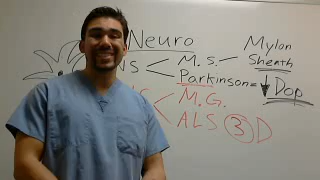 Neuro
Mylon
M.S.
Sheath
Parkinson = ↓ Dop
M.G.
ALS 3 D